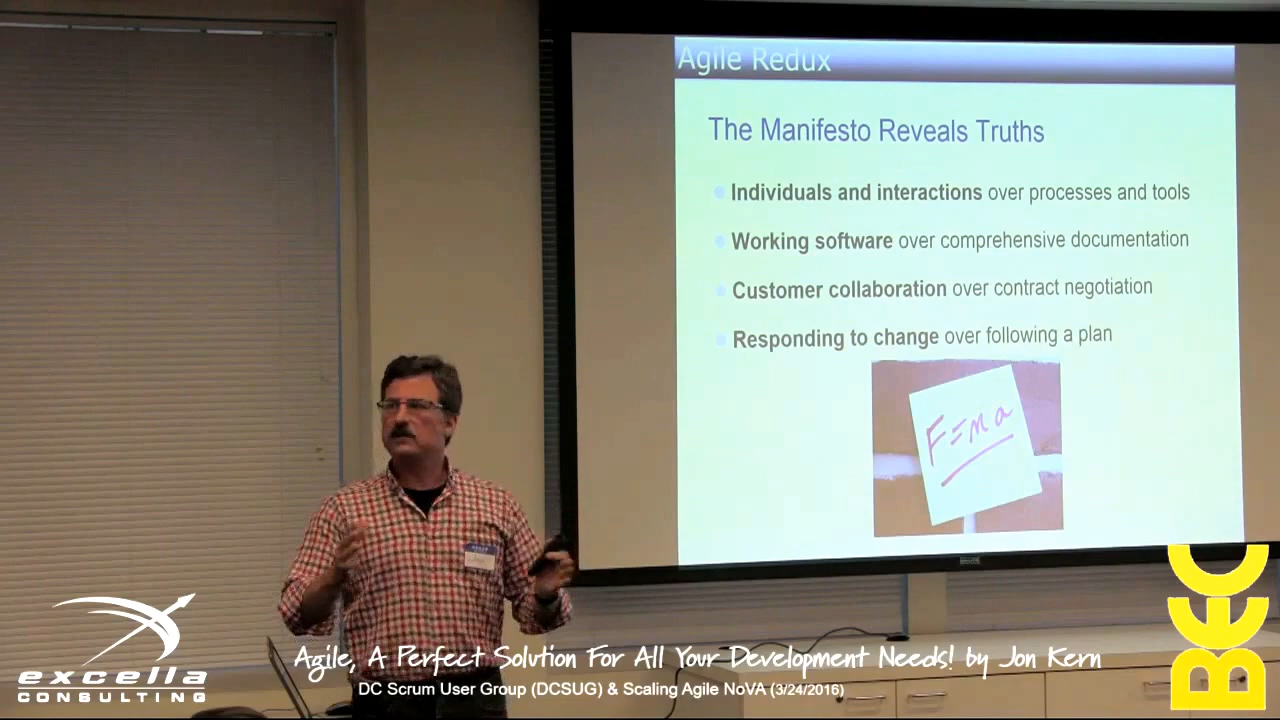 Agile Redux
The Manifesto Reveals Truths
Individuals and interactions over processes and tools
Working software over comprehensive documentation
Customer collaboration over contract negotiation
Responding to change over following a plan
F=ma
excella
CONSULTING
Agile, A Perfect Solution For All Your Development Needs! by Jon Kern
DC Scrum User Group (DCSUG) & Scaling Agile NoVA (3/24/2016)
BEC